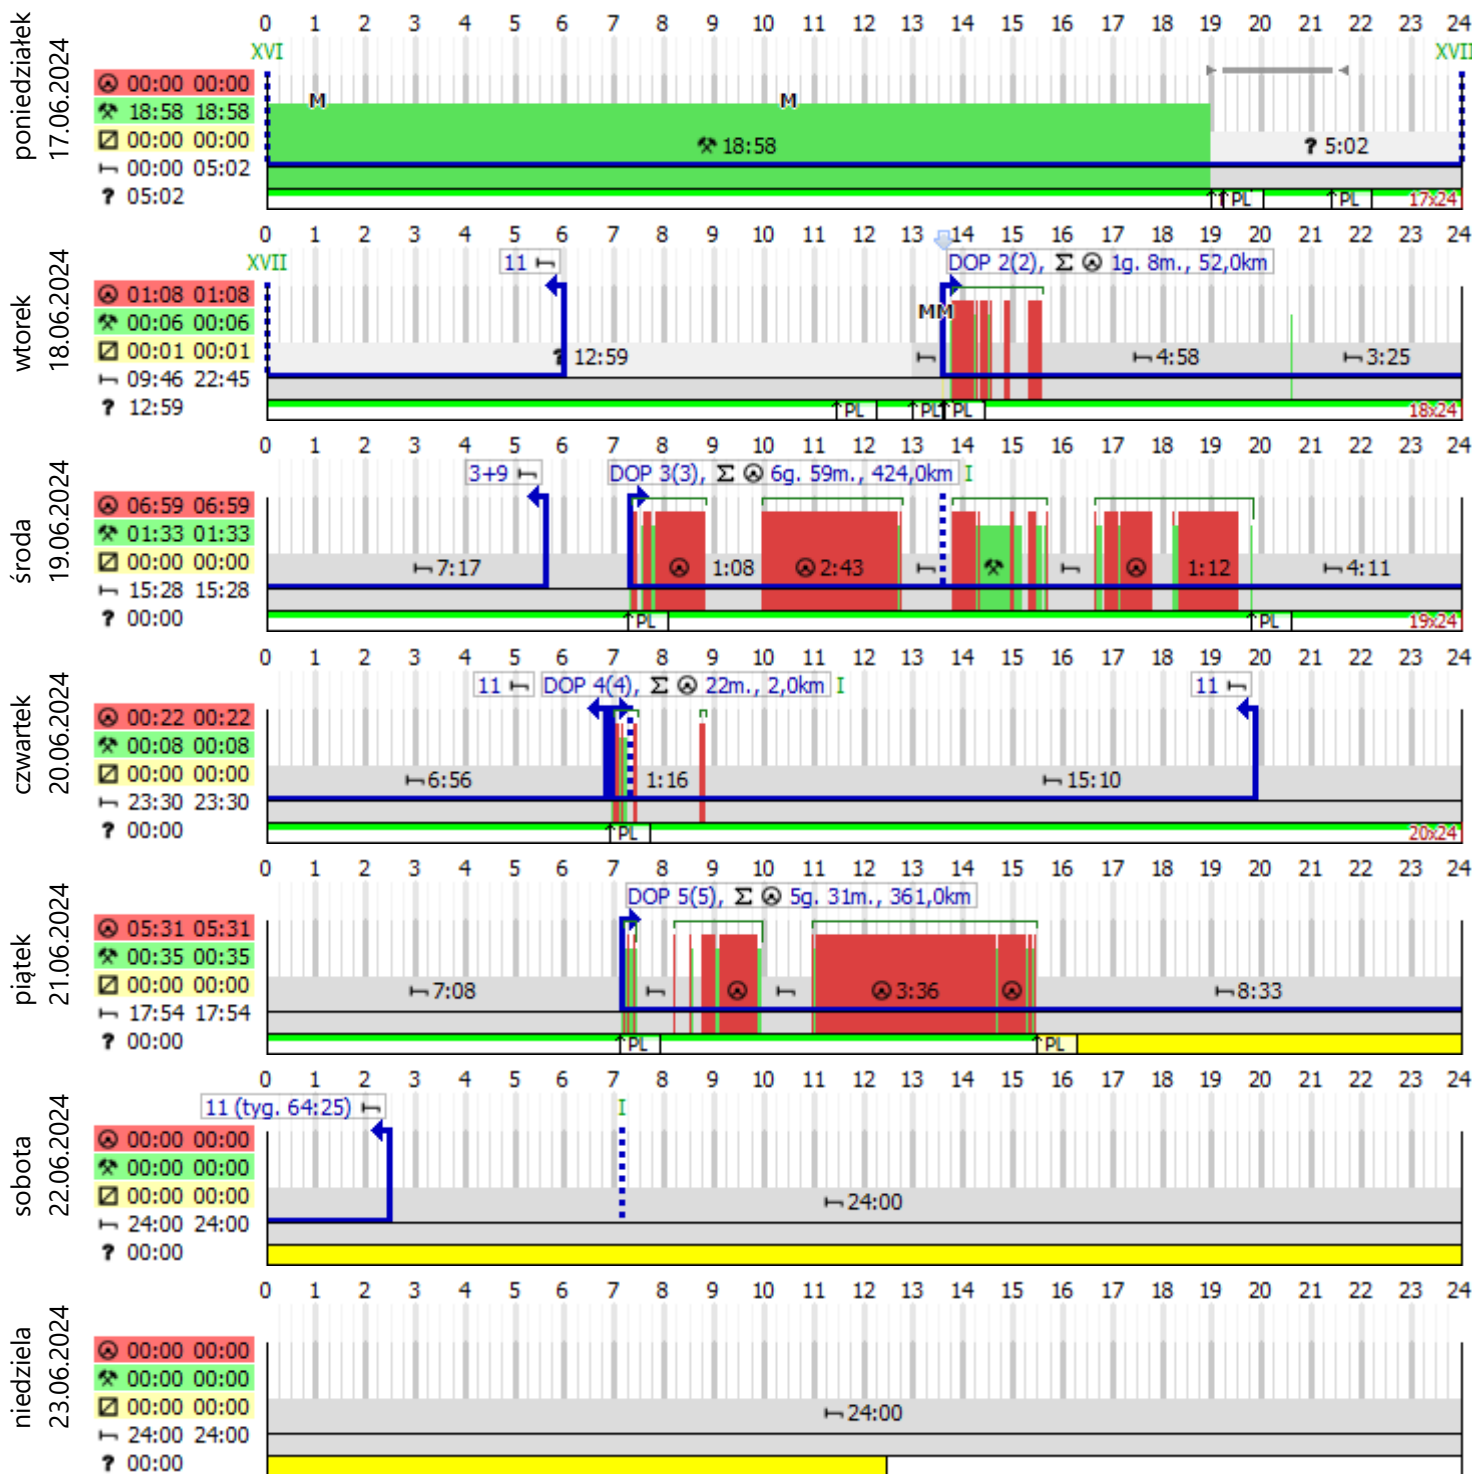 0 1 2 3 4 5 6 7 8 9 10 11 12 13 14 15 16 17 18 19 20 21 22 23 24
poniedziałek
17.06.2024
XVI XVII
00:00 00:00
M M
18:58 18:58
00:00 00:00
18:58 ? 5:02
00:00 05:02
? 05:02
PL PL 17x24
0 1 2 3 4 5 6 7 8 9 10 11 12 13 14 15 16 17 18 19 20 21 22 23 24
wtorek
18.06.2024
XVII 11 DOP 2(2), Σ 1g. 8m., 52,0km
01:08 01:08
MM
00:06 00:06
00:01 00:01
? 12:59 4:58 3:25
09:46 22:45
? 12:59
PL PL PL 18x24
0 1 2 3 4 5 6 7 8 9 10 11 12 13 14 15 16 17 18 19 20 21 22 23 24
środa
19.06.2024
3+9 DOP 3(3), Σ 6g. 59m., 424,0km I
06:59 06:59
01:33 01:33
00:00 00:00
7:17 1:08 2:43 1:12 4:11
15:28 15:28
? 00:00
PL PL 19x24
0 1 2 3 4 5 6 7 8 9 10 11 12 13 14 15 16 17 18 19 20 21 22 23 24
czwartek
20.06.2024
11 DOP 4(4), Σ 22m., 2,0km I 11
00:22 00:22
00:08 00:08
00:00 00:00
6:56 1:16 15:10
23:30 23:30
? 00:00
PL 20x24
0 1 2 3 4 5 6 7 8 9 10 11 12 13 14 15 16 17 18 19 20 21 22 23 24
piątek
21.06.2024
DOP 5(5), Σ 5g. 31m., 361,0km
05:31 05:31
00:35 00:35
00:00 00:00
7:08 3:36 8:33
17:54 17:54
? 00:00
PL PL
0 1 2 3 4 5 6 7 8 9 10 11 12 13 14 15 16 17 18 19 20 21 22 23 24
sobota
22.06.2024
11 (tyg. 64:25) I
00:00 00:00
00:00 00:00
00:00 00:00
24:00
24:00 24:00
? 00:00
0 1 2 3 4 5 6 7 8 9 10 11 12 13 14 15 16 17 18 19 20 21 22 23 24
niedziela
23.06.2024
00:00 00:00
00:00 00:00
00:00 00:00
24:00
24:00 24:00
? 00:00